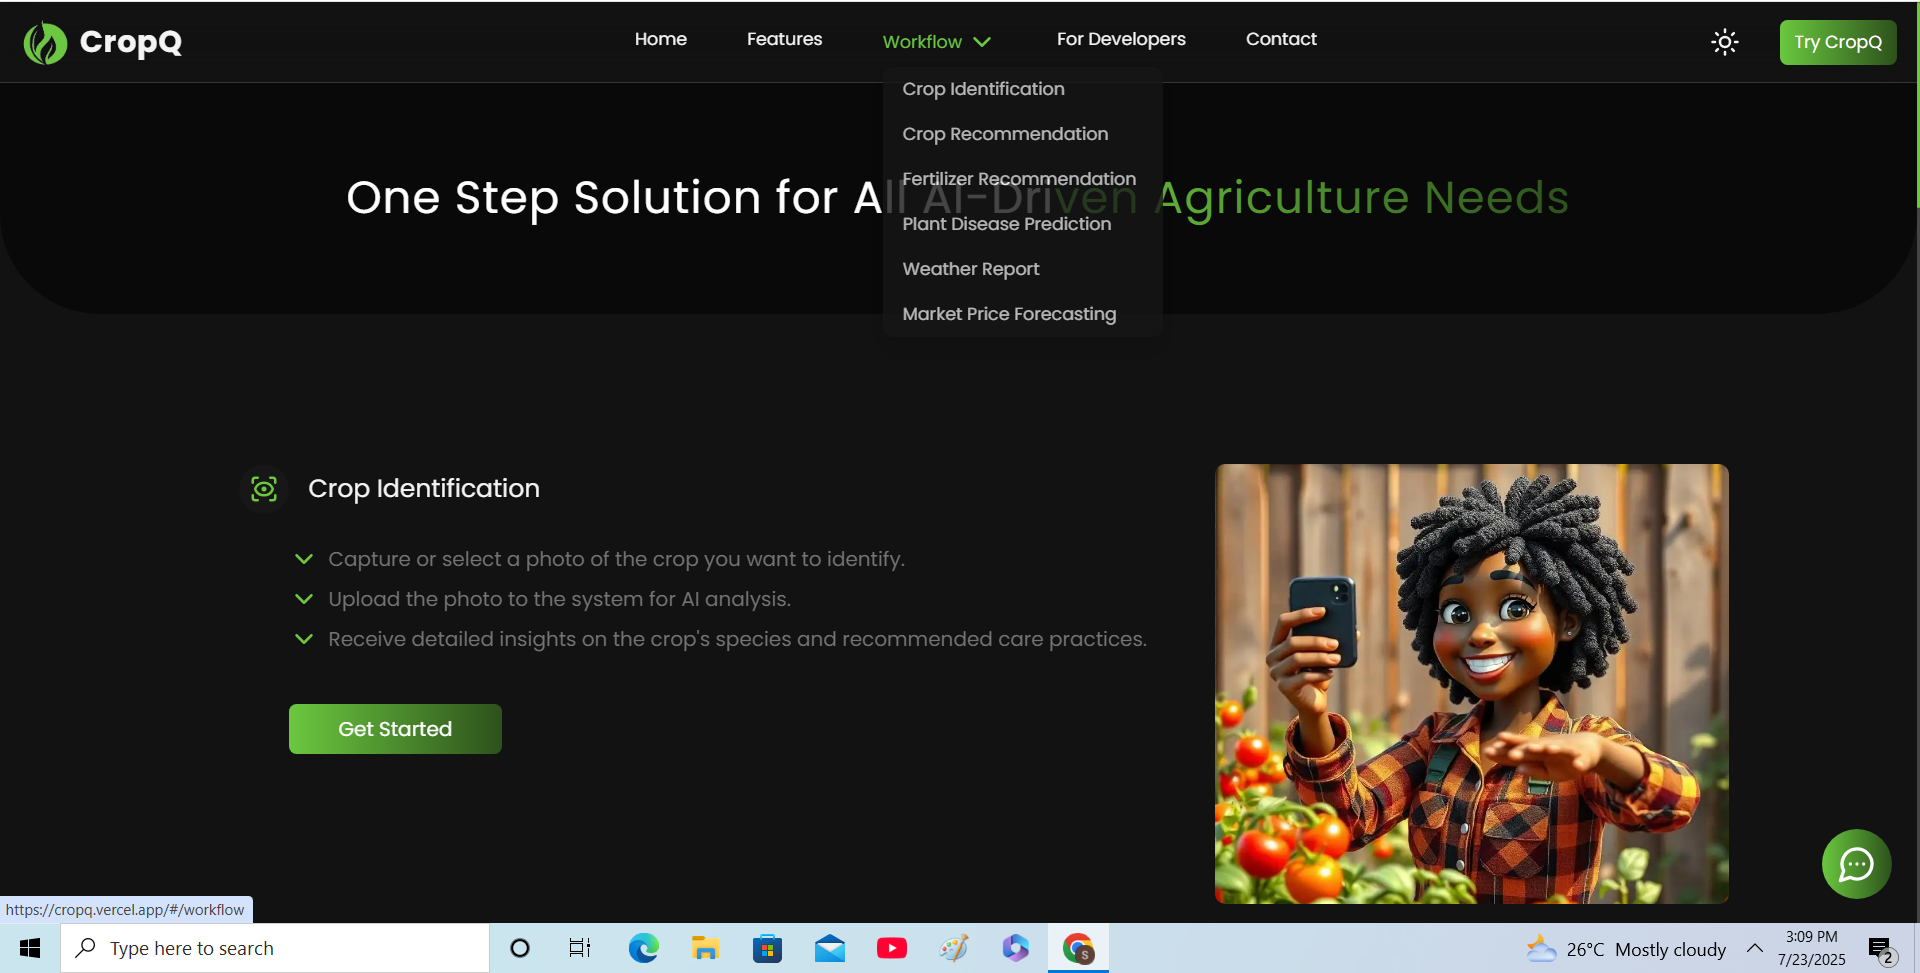 CropQ
Home
Features
Workflow
For Developers
Contact
Try CropQ
Crop Identification
Crop Recommendation
Fertilizer Recommendation
Plant Disease Prediction
Weather Report
Market Price Forecasting
One Step Solution for All AI-Driven Agriculture Needs
Crop Identification
Capture or select a photo of the crop you want to identify.
Upload the photo to the system for AI analysis.
Receive detailed insights on the crop's species and recommended care practices.
Get Started
https://cropq.vercel.app/#/workflow
Type here to search
S
26°C Mostly cloudy
3:09 PM
7/23/2025
2